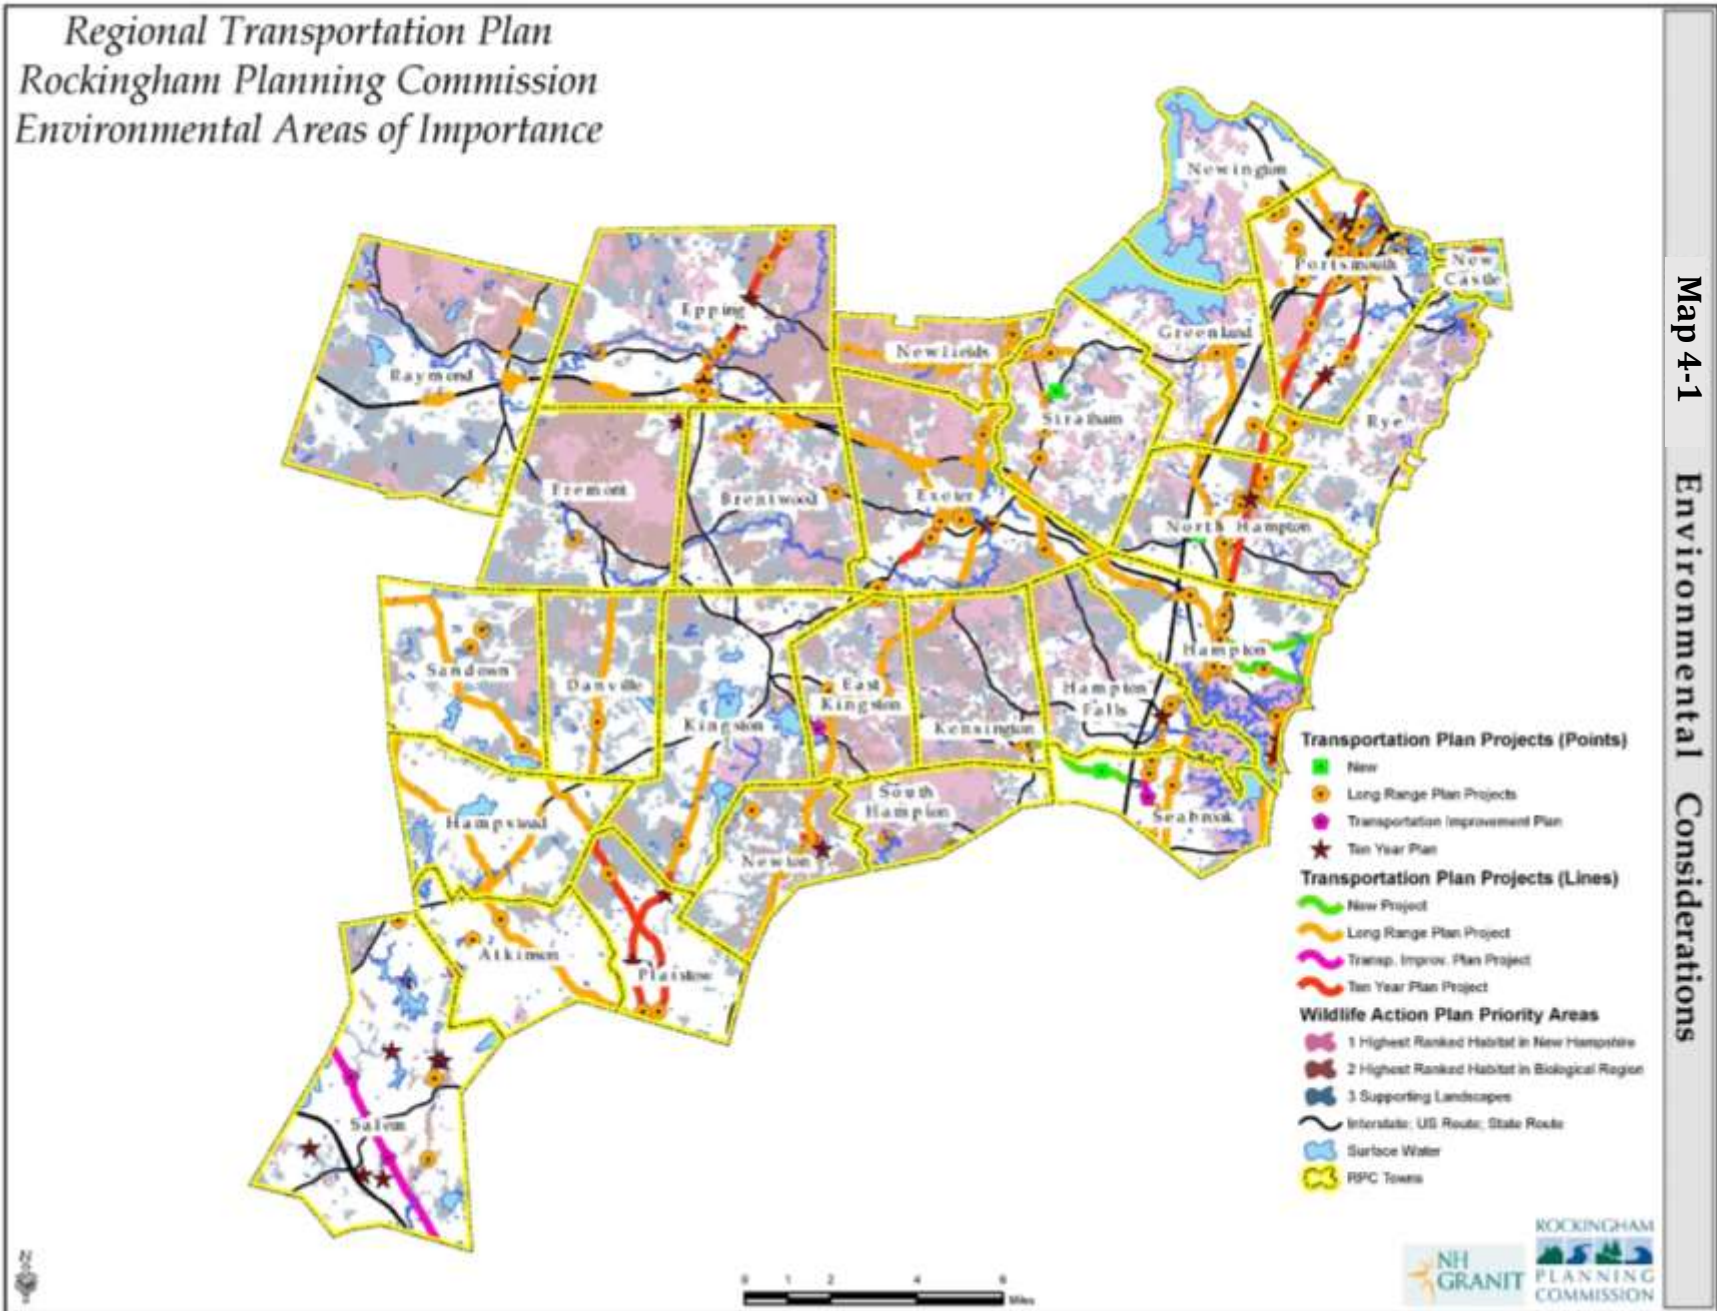 Regional Transportation Plan
Rockingham Planning Commission
Environmental Areas of Importance
Map 4-1 Environmental Considerations
Newington
Portsmouth
New
Castle
Epping
Greenland
Newfields
Raymond
Stratham
Rye
Fremont
Brentwood
Exeter
North Hampton
Hampton
Sandown
Danville
East
Kingston
Hampton
Falls
Kingston
Kensington
South
Hampton
Seabrook
Hampstead
Newton
Atkinson
Plaistow
Salem
Transportation Plan Projects (Points)
New
Long Range Plan Projects
Transportation Improvement Plan
Ten Year Plan
Transportation Plan Projects (Lines)
New Project
Long Range Plan Project
Transp. Improv. Plan Project
Ten Year Plan Project
Wildlife Action Plan Priority Areas
1 Highest Ranked Habitat in New Hampshire
2 Highest Ranked Habitat in Biological Region
3 Supporting Landscapes
Interstate; US Route; State Route
Surface Water
RPC Towns
N
0 1 2 4 6
Miles
NH
GRANIT
ROCKINGHAM
PLANNING
COMMISSION